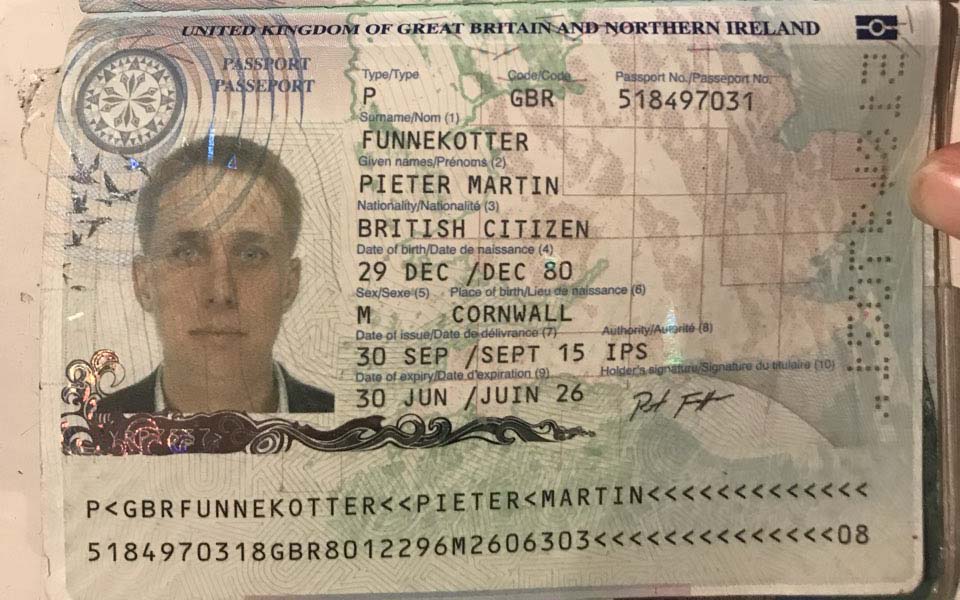 UNITED KINGDOM OF GREAT BRITAIN AND NORTHERN IRELAND
PASSPORT
PASSEPORT
Type/Type Code/Code Passport No./Passeport No.
P GBR 518497031
Surname/Nom (1)
FUNNEKOTTER
Given names/Prénoms (2)
PIETER MARTIN
Nationality/Nationalité (3)
BRITISH CITIZEN
Date of birth/Date de naissance (4)
29 DEC /DEC 80
Sex/Sexe (5) Place of birth/Lieu de naissance (6)
M CORNWALL
Date of issue/Date de délivrance (7) Authority/Autorité (8)
30 SEP /SEPT 15 IPS
Date of expiry/Date d'expiration (9) Holder's signature/Signature du titulaire (10)
30 JUN /JUIN 26
P<GBRFUNNEKOTTER<<PIETER<MARTIN<<<<<<<<<<<<<
5184970318GBR8012296M2606303<<<<<<<<<<<<<<08